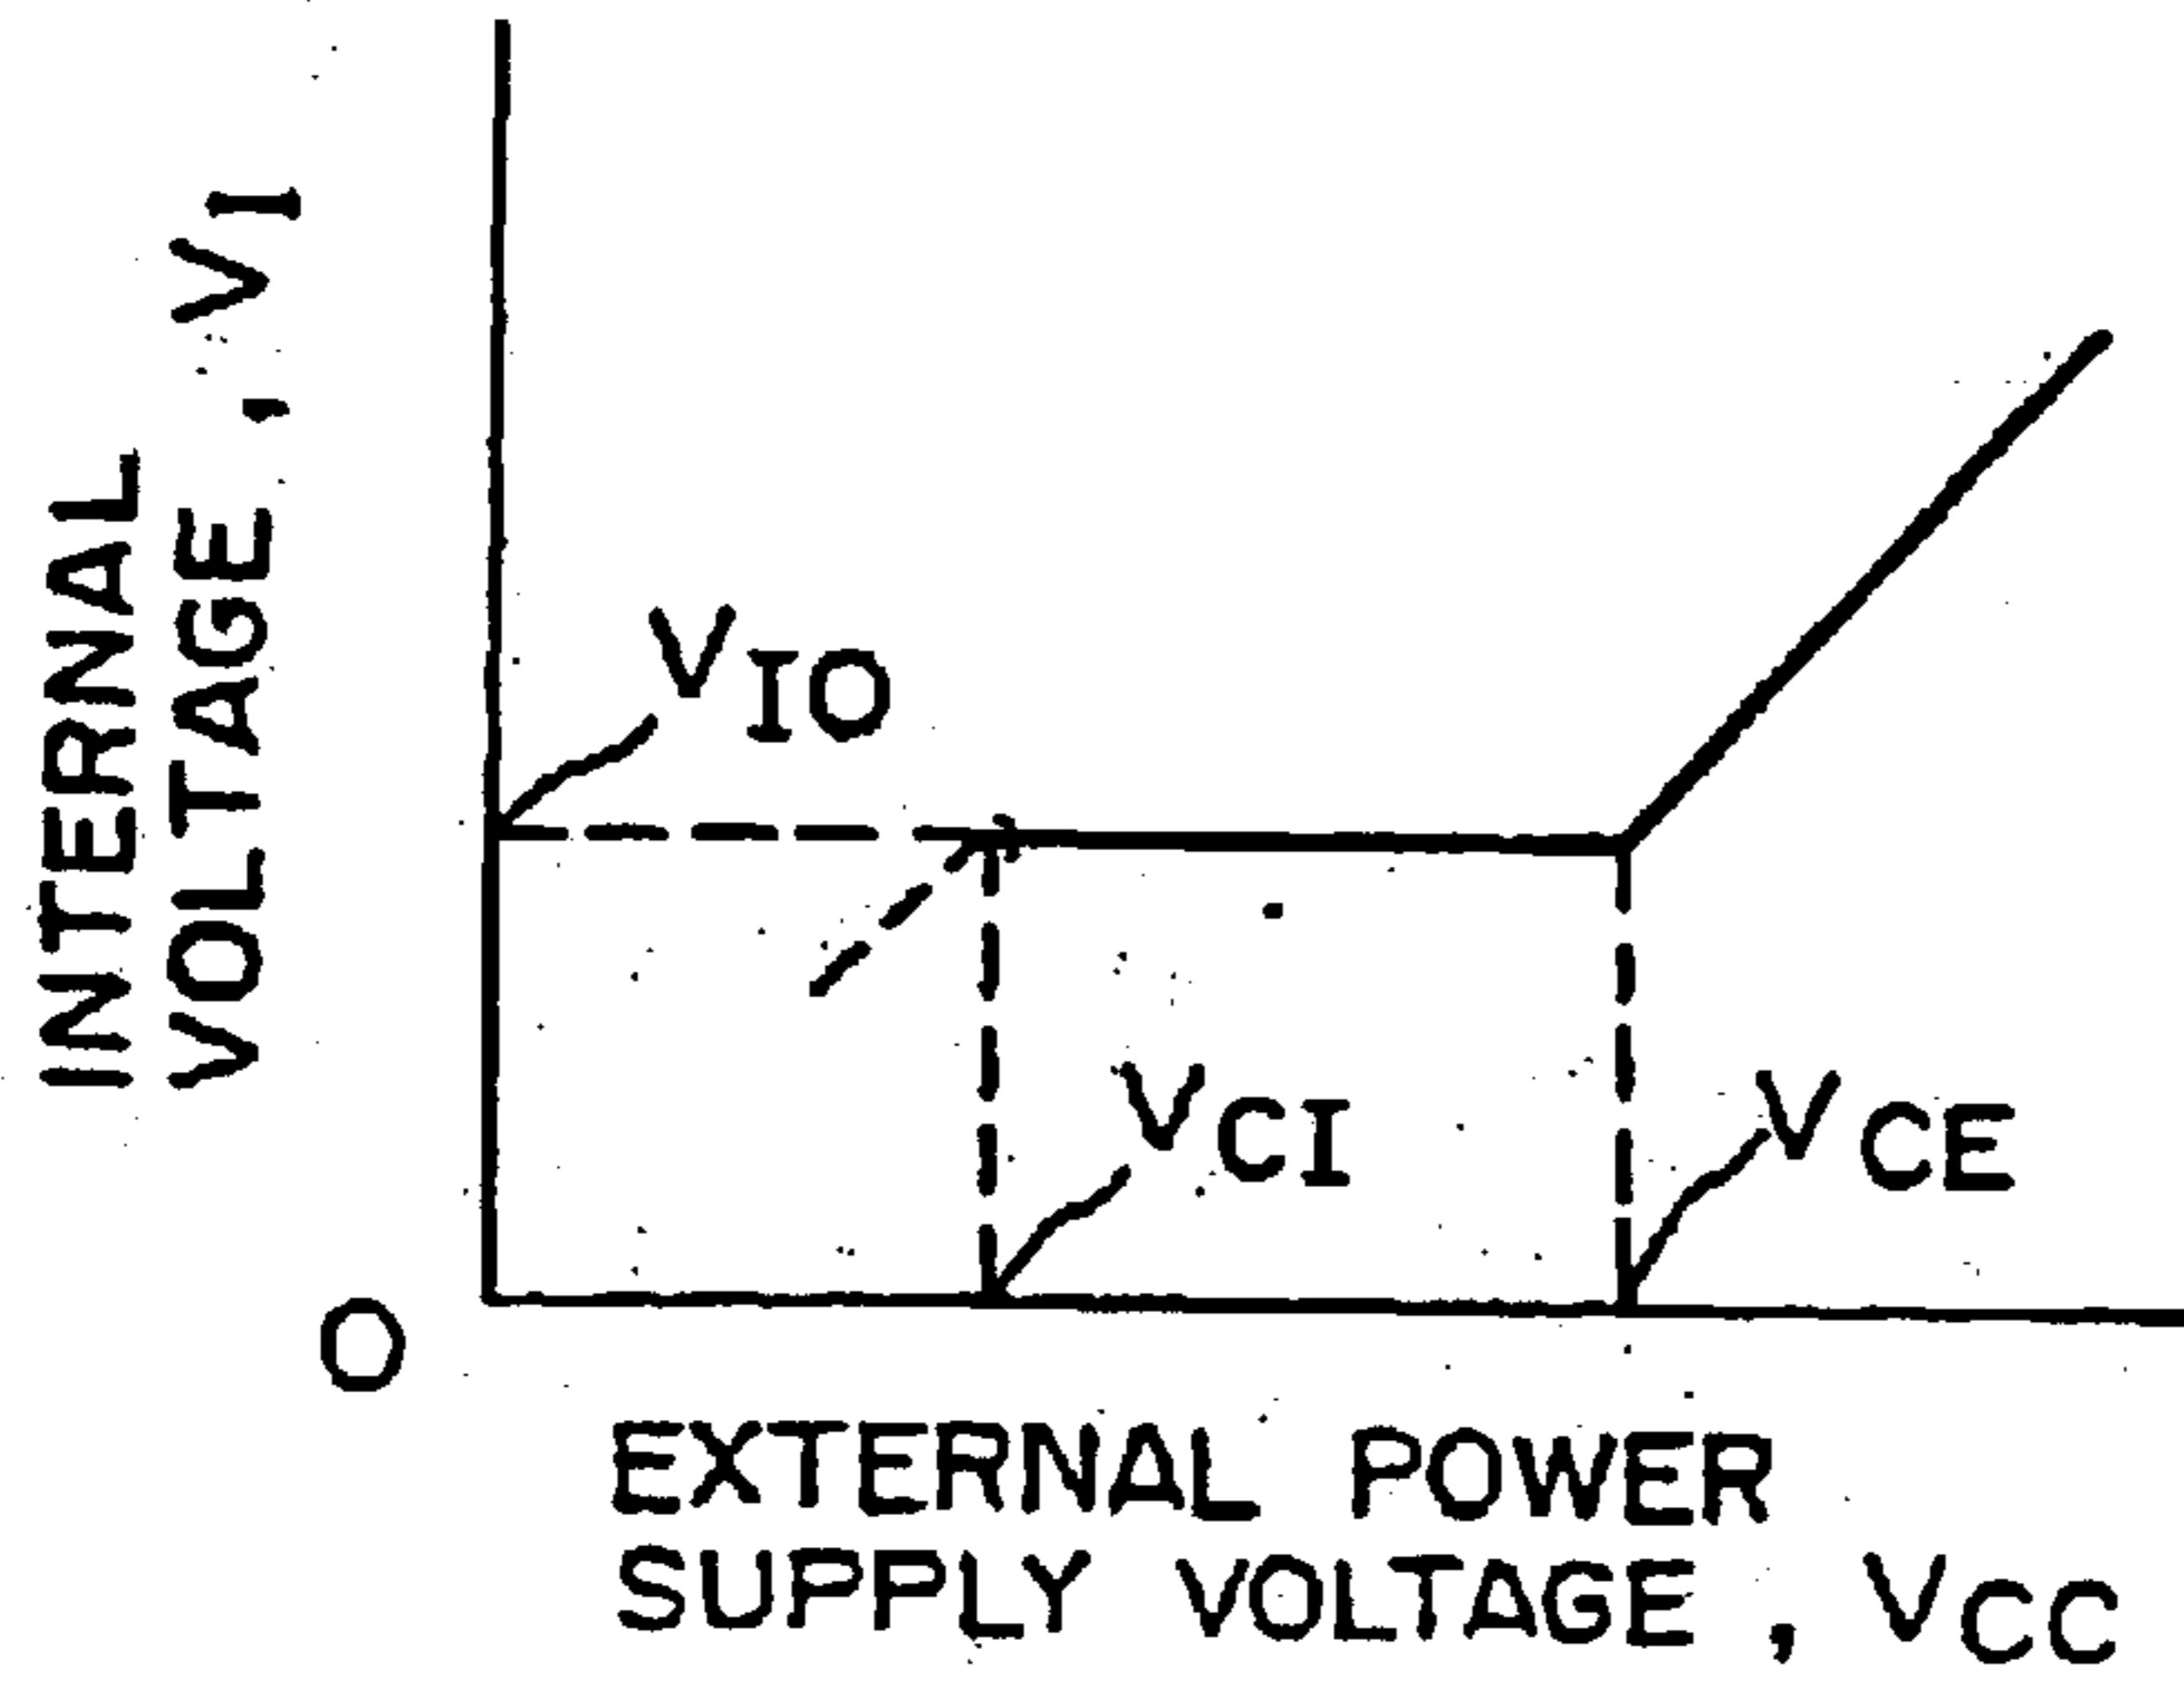 INTERNAL
VOLTAGE, VI
VIO
VCI
VCE
O
EXTERNAL POWER
SUPPLY VOLTAGE, VCC